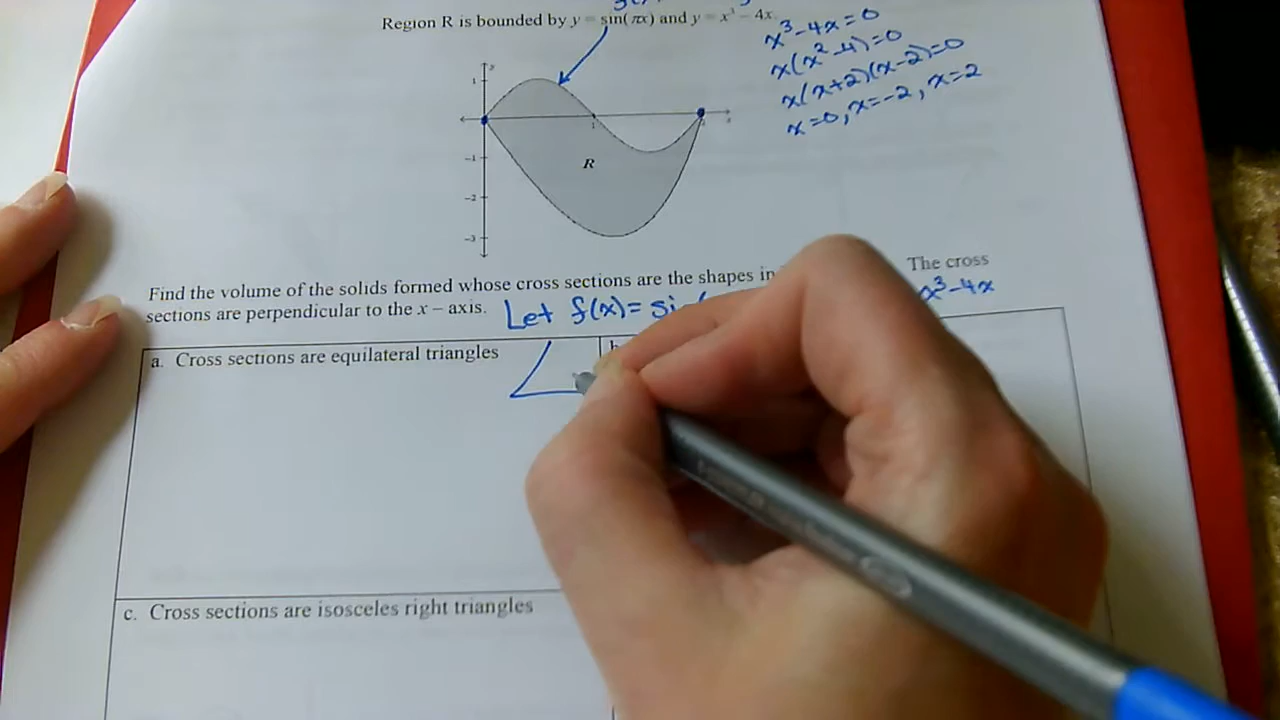 Region R is bounded by y = sin(πx) and y = x³ − 4x.
x³-4x=0
x(x²-4)=0
x(x+2)(x-2)=0
x=0, x=-2, x=2
y
1
1
x
-1
R
-2
-3
Find the volume of the solids formed whose cross sections are the shapes in The cross
sections are perpendicular to the x – axis. Let f(x)= x³-4x
a. Cross sections are equilateral triangles
c. Cross sections are isosceles right triangles